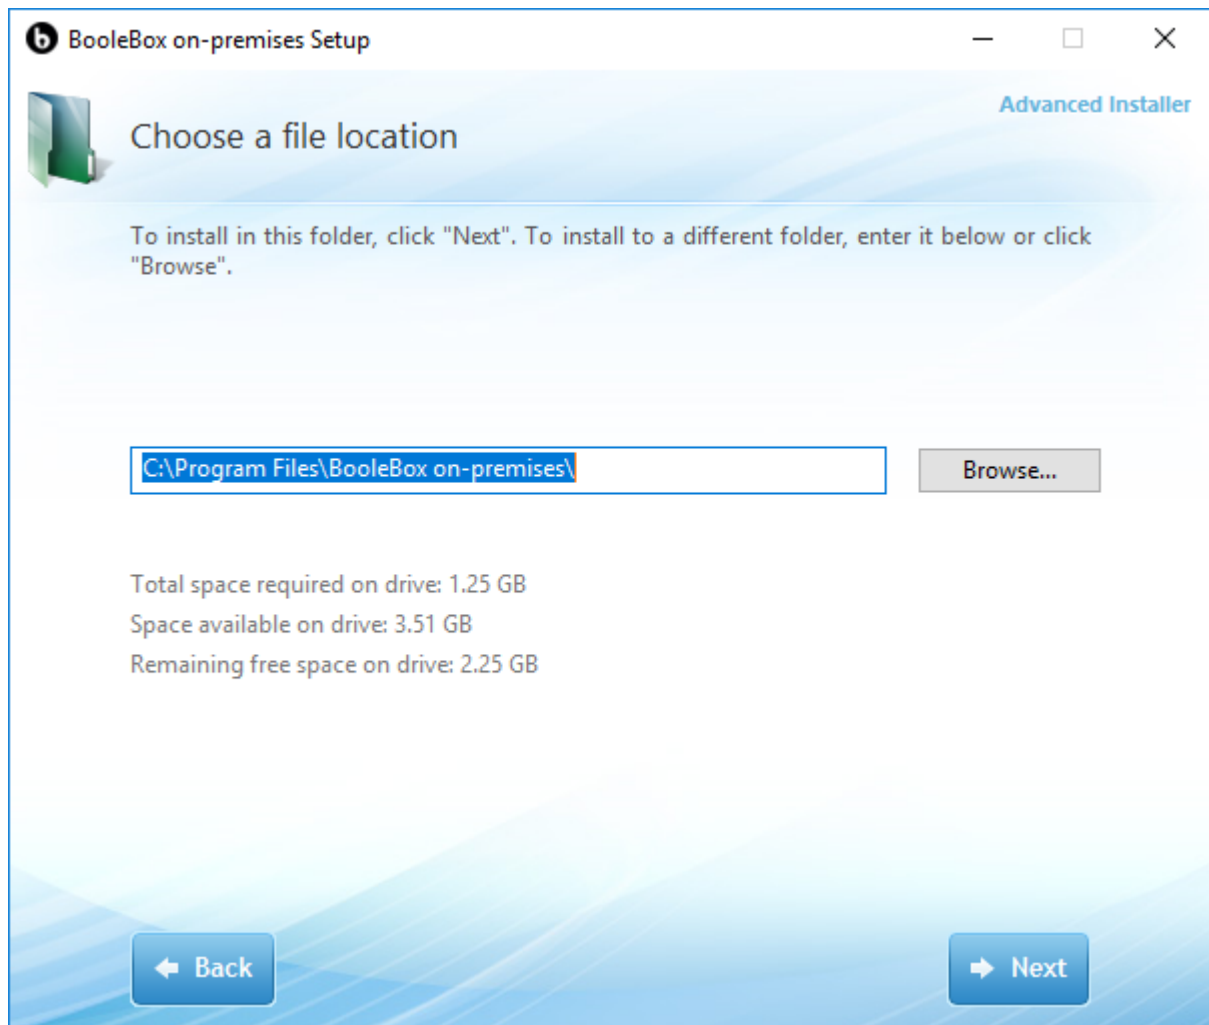 BooleBox on-premises Setup
Advanced Installer
Choose a file location
To install in this folder, click "Next". To install to a different folder, enter it below or click
"Browse".
C:\Program Files\BooleBox on-premises\
Browse...
Total space required on drive: 1.25 GB
Space available on drive: 3.51 GB
Remaining free space on drive: 2.25 GB
Back
Next